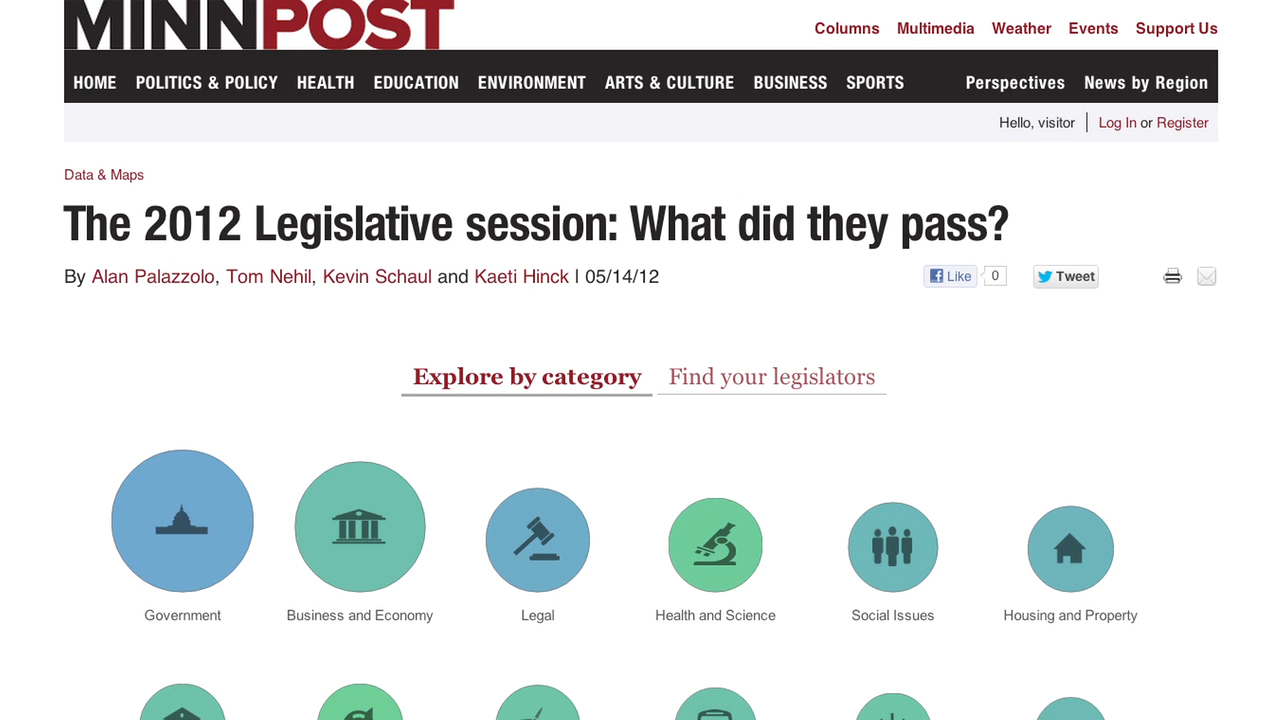 MINNPOST
Columns Multimedia Weather Events Support Us
HOME POLITICS & POLICY HEALTH EDUCATION ENVIRONMENT ARTS & CULTURE BUSINESS SPORTS Perspectives News by Region
Hello, visitor Log In or Register
Data & Maps
The 2012 Legislative session: What did they pass?
By Alan Palazzolo, Tom Nehil, Kevin Schaul and Kaeti Hinck | 05/14/12
Like 0 Tweet
Explore by category Find your legislators
Government Business and Economy Legal Health and Science Social Issues Housing and Property